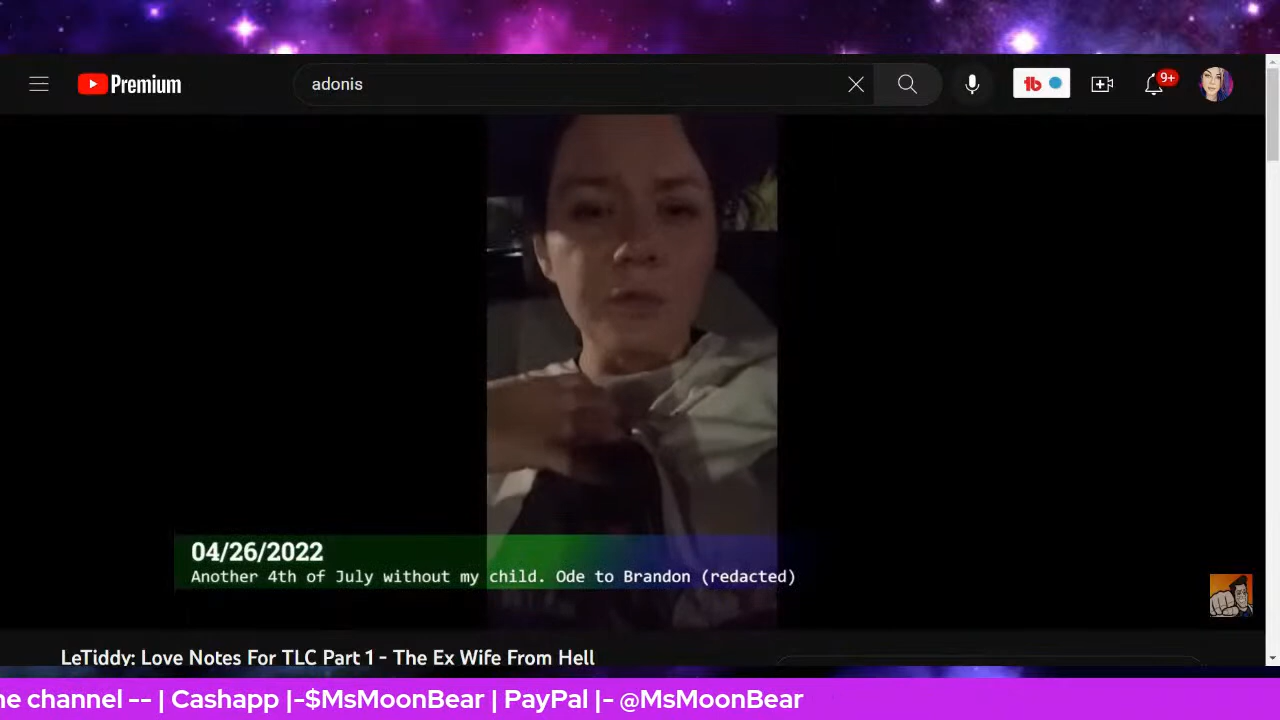 Premium
adonis
9+
04/26/2022
Another 4th of July without my child. Ode to Brandon (redacted)
LeTiddy: Love Notes For TLC Part 1 - The Ex Wife From Hell
ne channel -- | Cashapp |-$MsMoonBear | PayPal |- @MsMoonBear